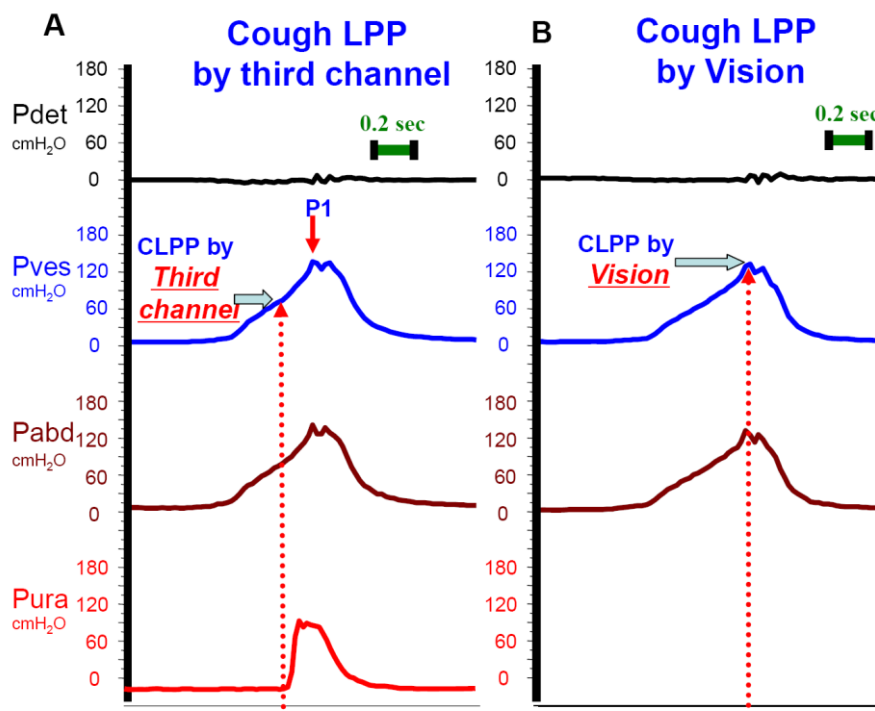 A
Cough LPP
by third channel
180
120
60
0
Pdet
cmH₂O
0.2 sec
P1
180
120
60
0
Pves
cmH₂O
CLPP by
Third
channel
180
120
60
0
Pabd
cmH₂O
180
120
60
0
Pura
cmH₂O
B
Cough LPP
by Vision
180
120
60
0
0.2 sec
180
120
60
0
CLPP by
Vision
180
120
60
0
180
120
60
0